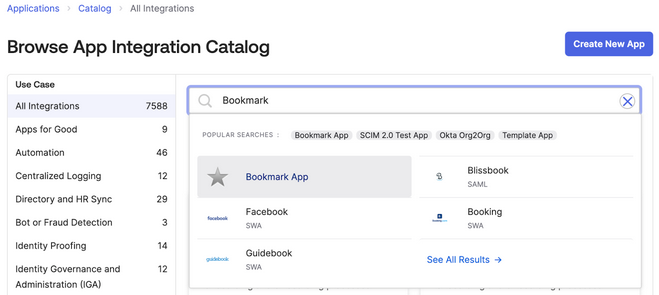 Applications > Catalog > All Integrations
Browse App Integration Catalog
Create New App
Use Case
All Integrations 7588
Apps for Good 9
Automation 46
Centralized Logging 12
Directory and HR Sync 29
Bot or Fraud Detection 3
Identity Proofing 14
Identity Governance and 12
Administration (IGA)
Bookmark
POPULAR SEARCHES : Bookmark App SCIM 2.0 Test App Okta Org2Org Template App
Bookmark App
facebook
Facebook
SWA
guidebook
Guidebook
SWA
Blissbook
SAML
Booking
SWA
See All Results →